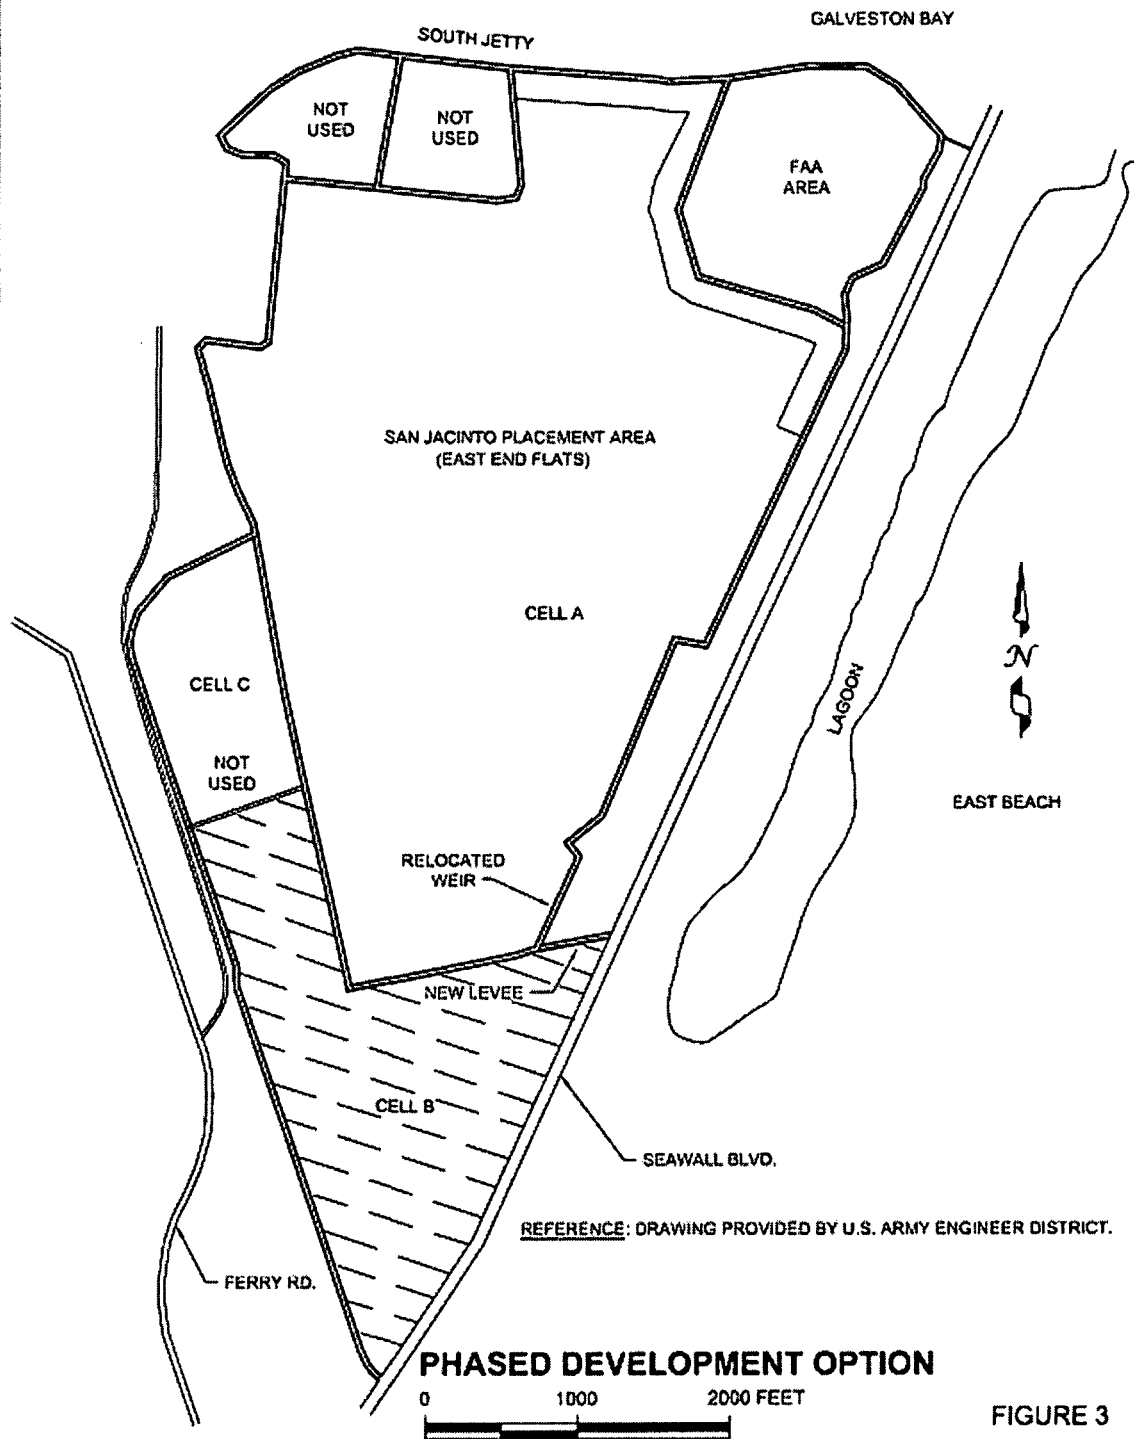 GALVESTON BAY
SOUTH JETTY
NOT
USED
NOT
USED
FAA
AREA
SAN JACINTO PLACEMENT AREA
(EAST END FLATS)
CELL A
N
CELL C
LAGOON
NOT
USED
EAST BEACH
RELOCATED
WEIR
NEW LEVEE
CELL B
SEAWALL BLVD.
REFERENCE: DRAWING PROVIDED BY U.S. ARMY ENGINEER DISTRICT.
FERRY RD.
PHASED DEVELOPMENT OPTION
0 1000 2000 FEET
FIGURE 3